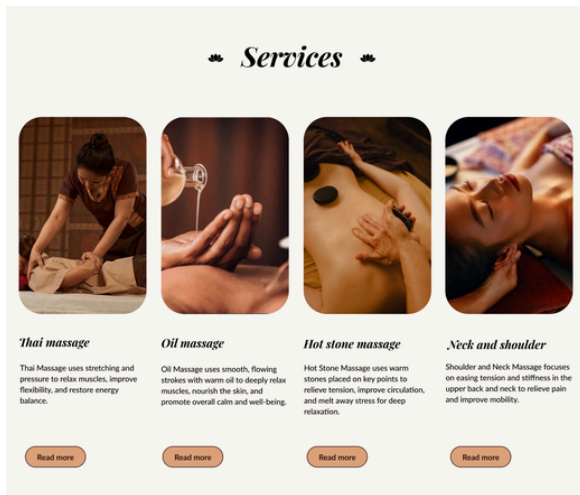 Services
Thai massage
Thai Massage uses stretching and
pressure to relax muscles, improve
flexibility, and restore energy
balance.
Read more
Oil massage
Oil Massage uses smooth, flowing
strokes with warm oil to deeply relax
muscles, nourish the skin, and
promote overall calm and well-being.
Read more
Hot stone massage
Hot Stone Massage uses warm
stones placed on key points to
relieve tension, improve circulation,
and melt away stress for deep
relaxation.
Read more
Neck and shoulder
Shoulder and Neck Massage focuses
on easing tension and stiffness in the
upper back and neck to relieve pain
and improve mobility.
Read more